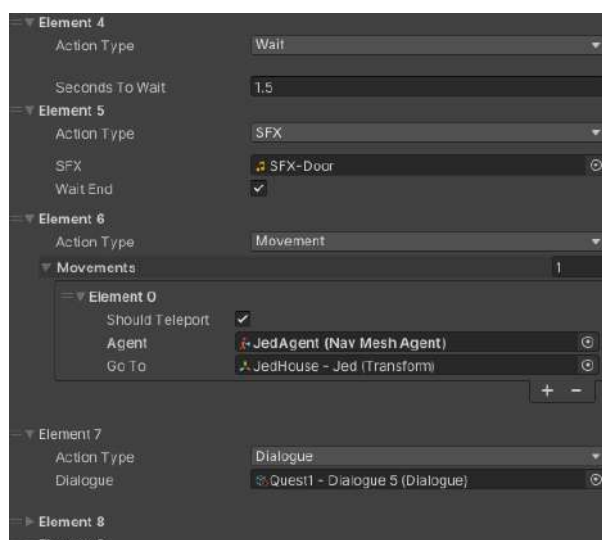 Element 4
Action Type Wait
Seconds To Wait 1.5
Element 5
Action Type SFX
SFX SFX-Door
Wait End
Element 6
Action Type Movement
Movements 1
Element 0
Should Teleport
Agent JedAgent (Nav Mesh Agent)
Go To JedHouse - Jed (Transform)
+ -
Element 7
Action Type Dialogue
Dialogue Quest1 - Dialogue 5 (Dialogue)
Element 8